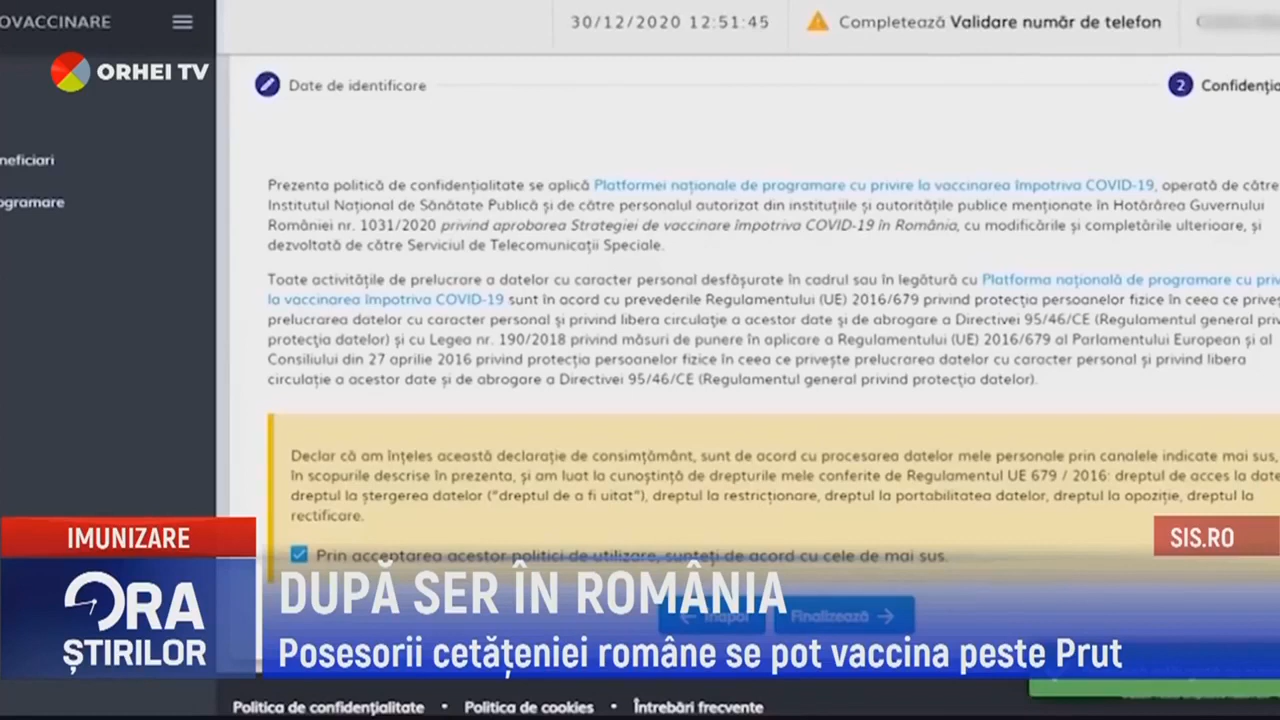 OVACCINARE
30/12/2020 12:51:45
Completează Validare număr de telefon
ORHEI TV
Date de identificare
2
neficiari
ogramare
Prezenta politică de confidențialitate se aplică Platformei naționale de programare cu privire la vaccinarea împotriva COVID-19, operată de către
Institutul Național de Sănătate Publică și de către personalul autorizat din instituțiile și autoritățile publice menționate în Hotărârea Guvernului
României nr. 1031/2020 privind aprobarea Strategiei de vaccinare împotriva COVID-19 în România, cu modificările și completările ulterioare, și
dezvoltată de către Serviciul de Telecomunicații Speciale.
Toate activitățile de prelucrare a datelor cu caracter personal desfășurate în cadrul sau în legătură cu Platforma națională de programare cu priv
la vaccinarea împotriva COVID-19 sunt în acord cu prevederile Regulamentului (UE) 2016/679 privind protecția persoanelor fizice în ceea ce prive
prelucrarea datelor cu caracter personal și privind libera circulație a acestor date și de abrogare a Directivei 95/46/CE (Regulamentul general priv
protecția datelor) și cu Legea nr. 190/2018 privind măsuri de punere în aplicare a Regulamentului (UE) 2016/679 al Parlamentului European și al
Consiliului din 27 aprilie 2016 privind protecția persoanelor fizice în ceea ce privește prelucrarea datelor cu caracter personal și privind libera
circulație a acestor date și de abrogare a Directivei 95/46/CE (Regulamentul general privind protecția datelor).
Declar că am înțeles această declarație de consimțământ, sunt de acord cu procesarea datelor mele personale prin canalele indicate mai sus,
în scopurile descrise în prezenta, și am luat la cunoștință de drepturile mele conferite de Regulamentul UE 679 / 2016: dreptul de acces la date
dreptul la ștergerea datelor ("dreptul de a fi uitat"), dreptul la restricționare, dreptul la portabilitatea datelor, dreptul la opoziție, dreptul la
rectificare.
Prin acceptarea acestor politici de utilizare, sunteți de acord cu cele de mai sus.
IMUNIZARE
SIS.RO
ORA
ȘTIRILOR
DUPĂ SER ÎN ROMÂNIA
← Înapoi
Finalizează →
Posesorii cetățeniei române se pot vaccina peste Prut
Politica de confidențialitate • Politica de cookies • Întrebări frecvente